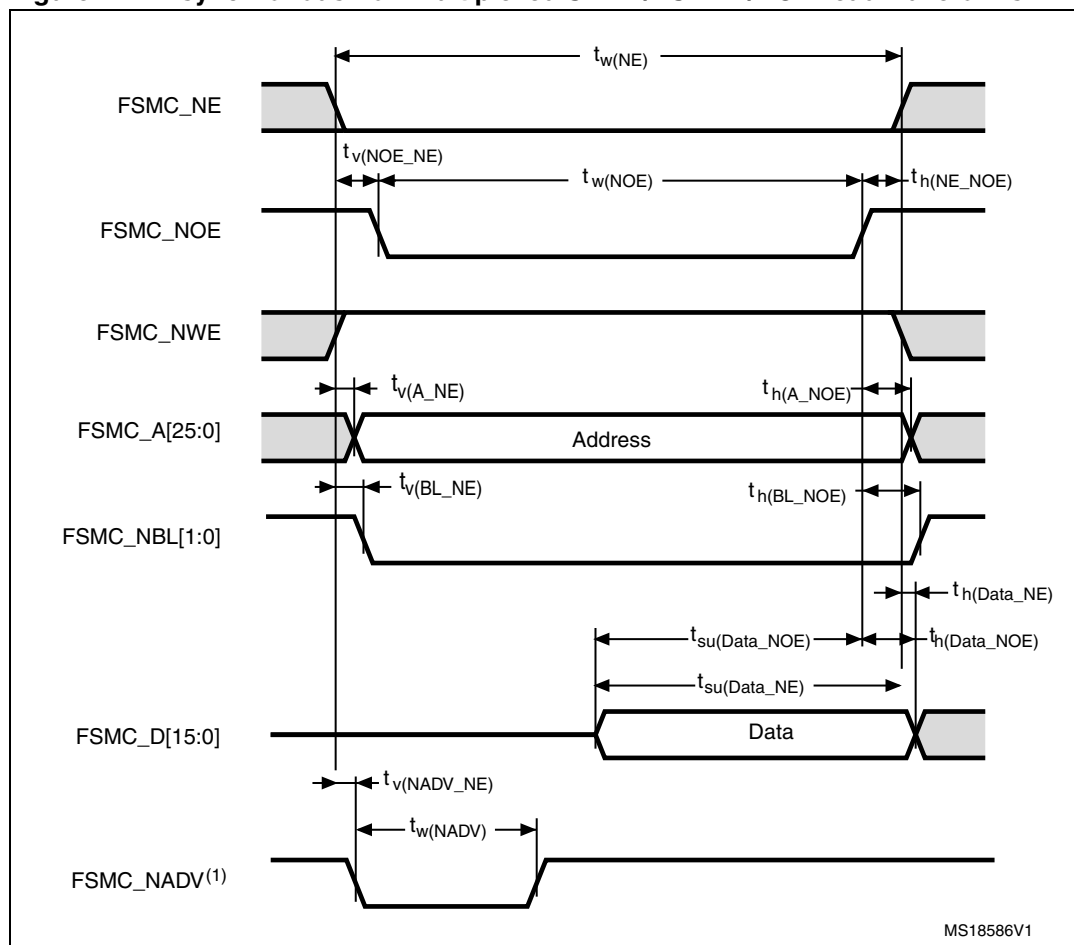 tw(NE)
FSMC_NE
tv(NOE_NE)
tw(NOE)
th(NE_NOE)
FSMC_NOE
FSMC_NWE
tv(A_NE)
th(A_NOE)
FSMC_A[25:0]
Address
tv(BL_NE)
th(BL_NOE)
FSMC_NBL[1:0]
th(Data_NE)
tsu(Data_NOE)
th(Data_NOE)
tsu(Data_NE)
FSMC_D[15:0]
Data
tv(NADV_NE)
tw(NADV)
FSMC_NADV(1)
MS18586V1